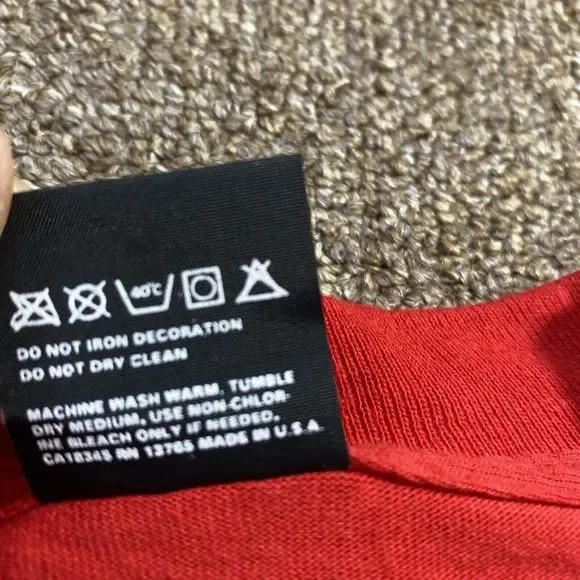 40°C
DO NOT IRON DECORATION
DO NOT DRY CLEAN
MACHINE WASH WARM, TUMBLE
DRY MEDIUM, USE NON-CHLOR-
INE BLEACH ONLY IF NEEDED.
CA18345 RN 13765 MADE IN U.S.A.